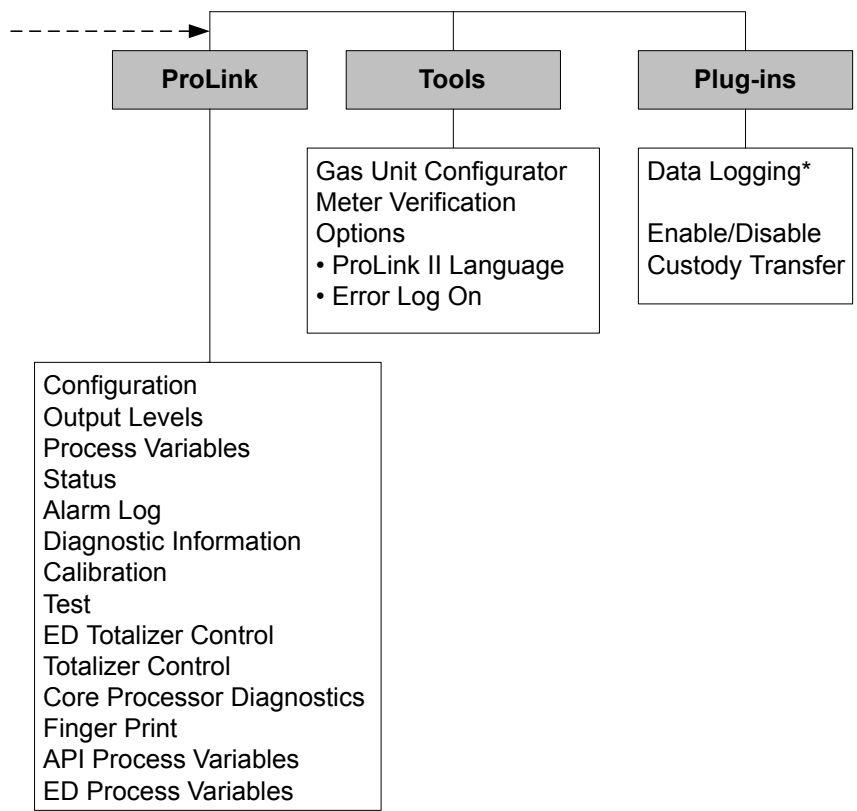 ProLink
Tools
Plug-ins
Gas Unit Configurator
Meter Verification
Options
• ProLink II Language
• Error Log On
Data Logging*
Enable/Disable
Custody Transfer
Configuration
Output Levels
Process Variables
Status
Alarm Log
Diagnostic Information
Calibration
Test
ED Totalizer Control
Totalizer Control
Core Processor Diagnostics
Finger Print
API Process Variables
ED Process Variables